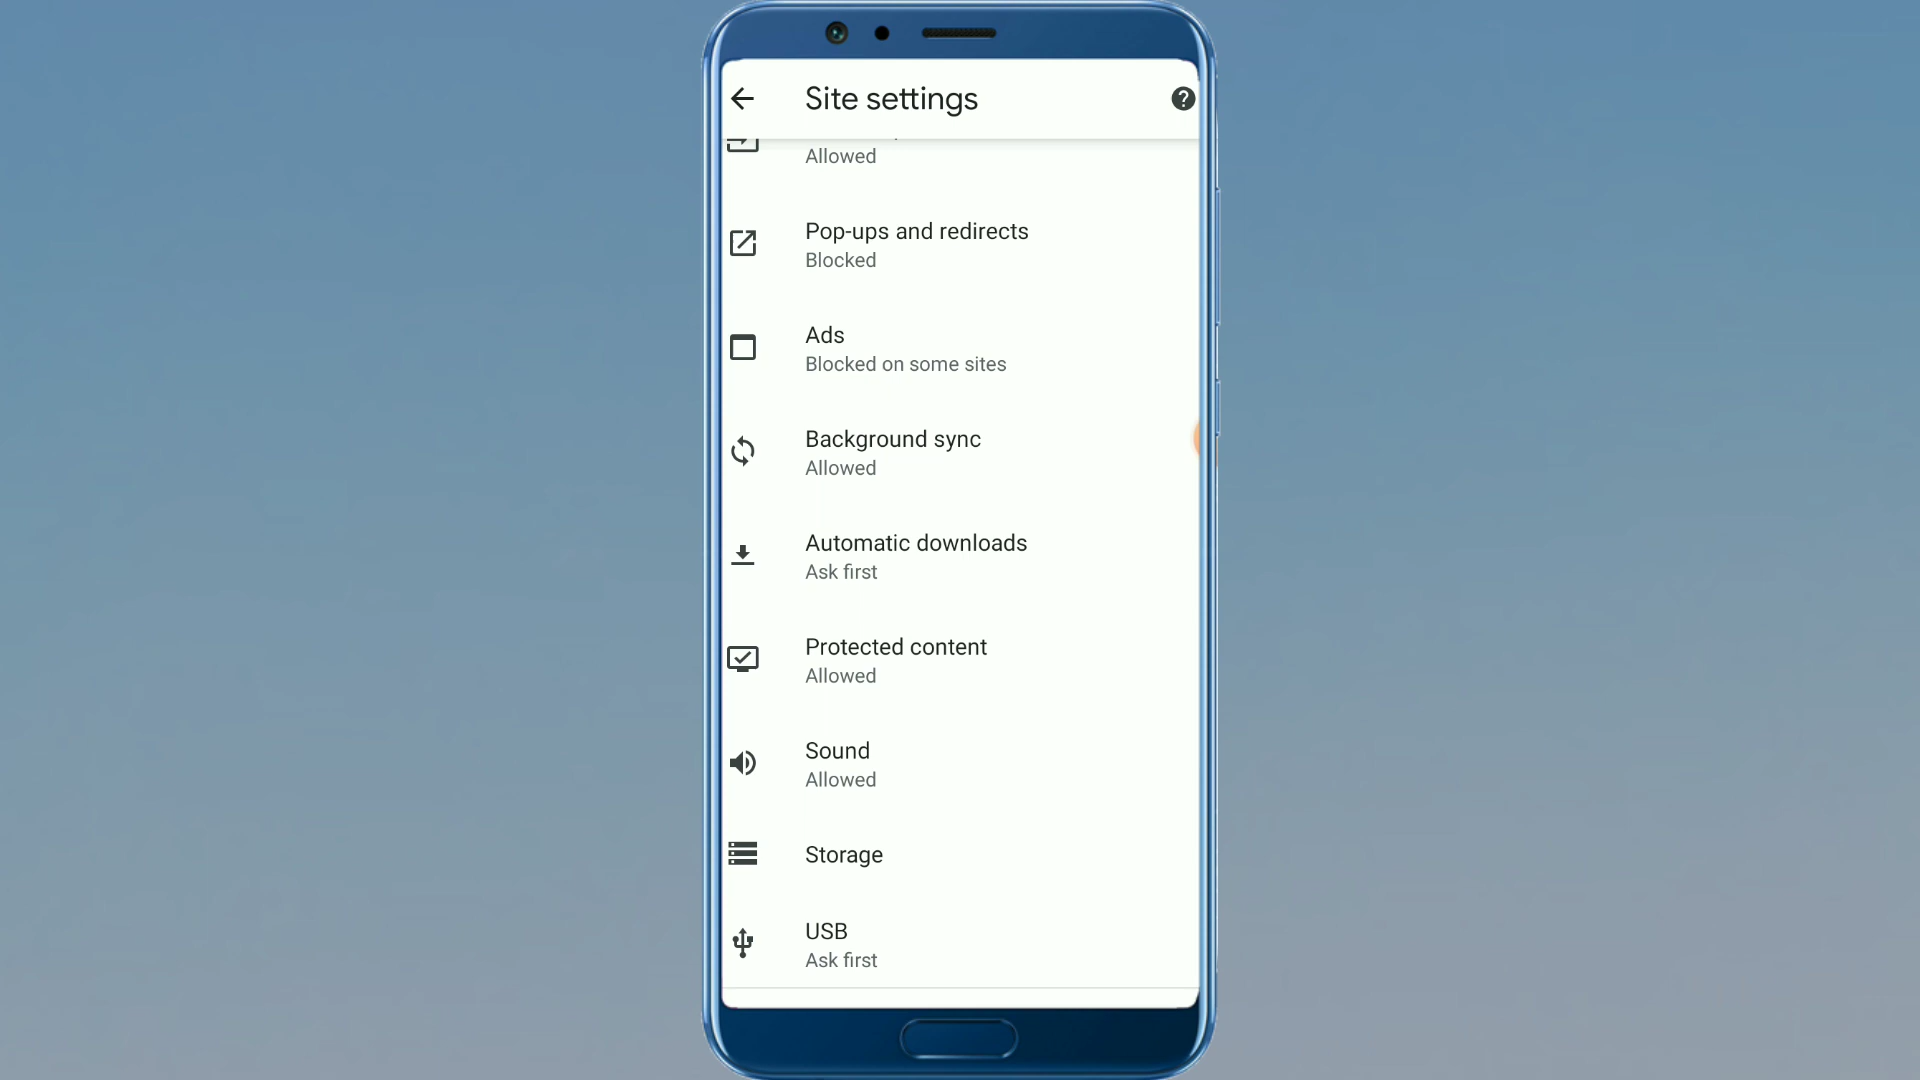 Site settings
Allowed
Pop-ups and redirects
Blocked
Ads
Blocked on some sites
Background sync
Allowed
Automatic downloads
Ask first
Protected content
Allowed
Sound
Allowed
Storage
USB
Ask first